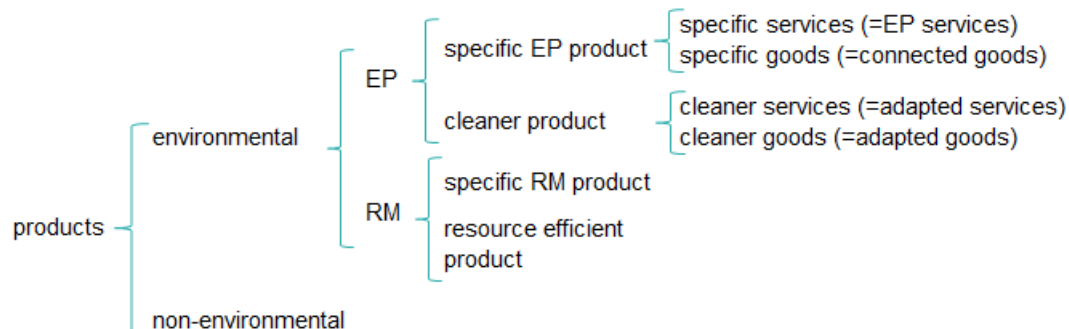 specific services (=EP services)
specific EP product
specific goods (=connected goods)
EP
cleaner services (=adapted services)
cleaner product
cleaner goods (=adapted goods)
environmental
specific RM product
RM
products
resource efficient
product
non-environmental